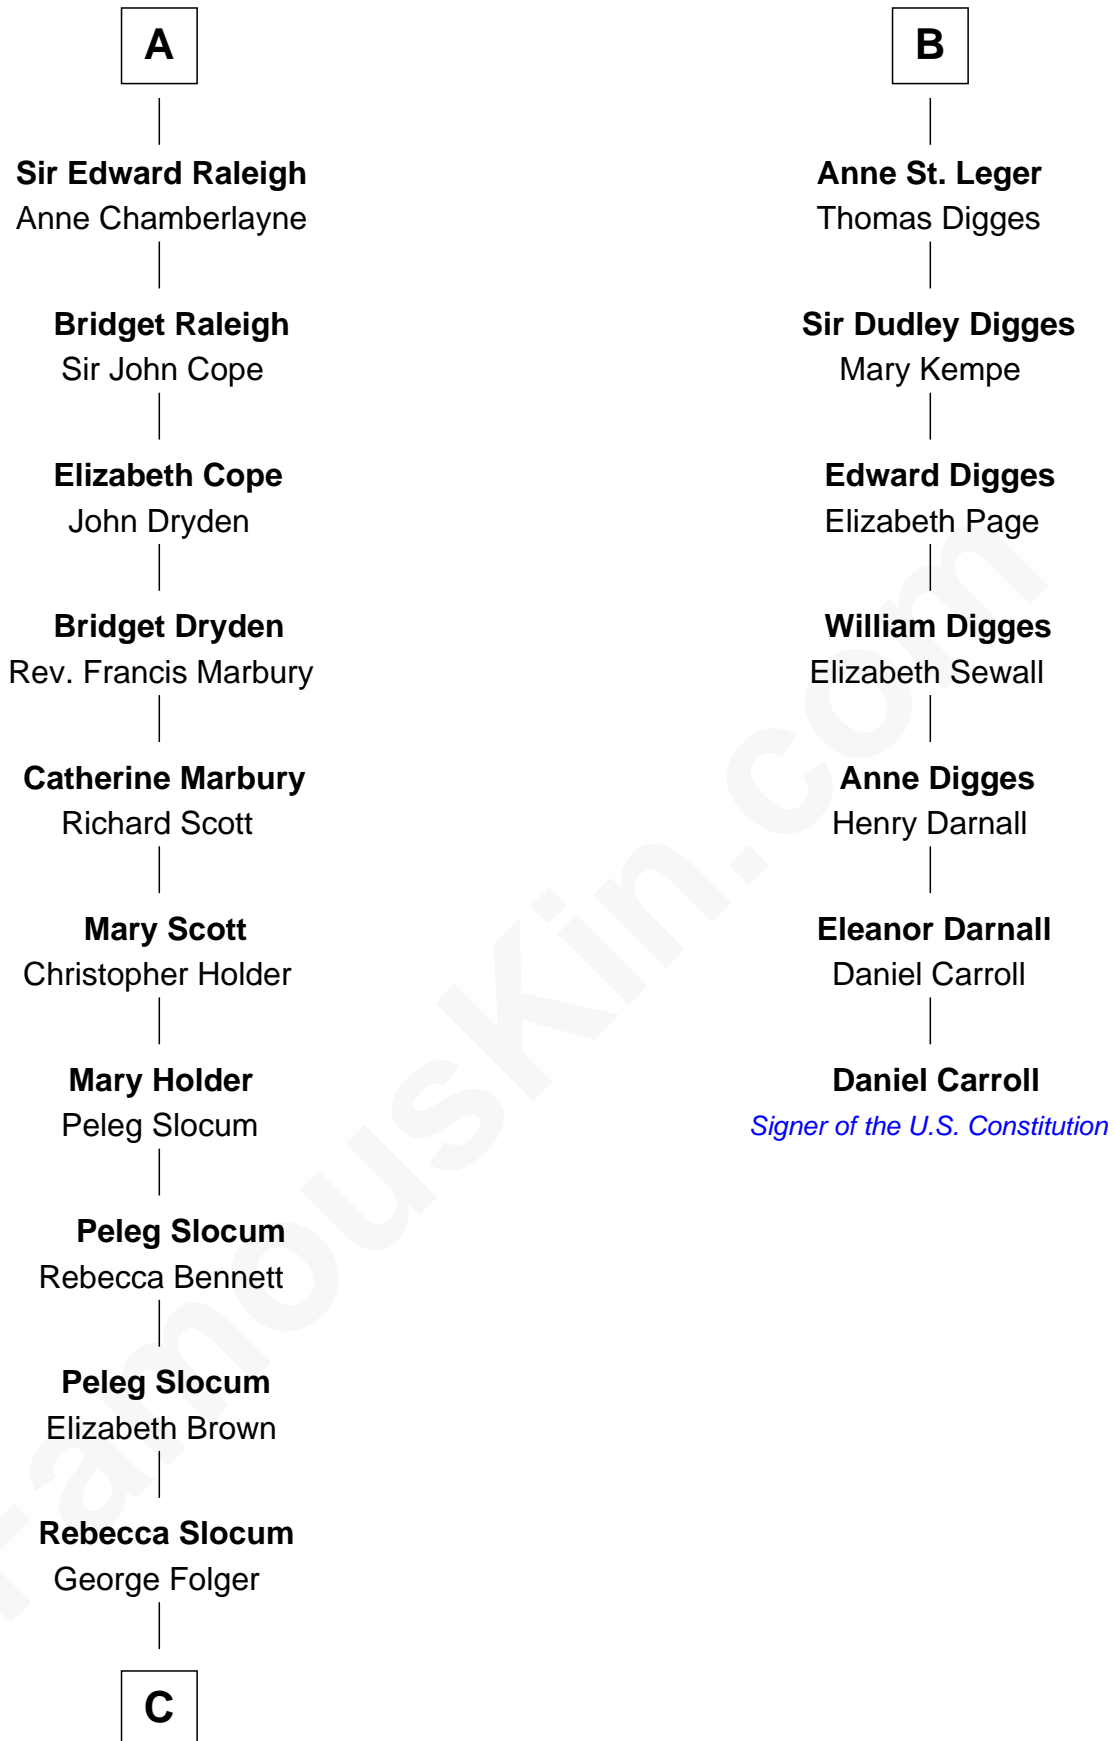 A
Sir Edward Raleigh
Anne Chamberlayne
Bridget Raleigh
Sir John Cope
Elizabeth Cope
John Dryden
Bridget Dryden
Rev. Francis Marbury
Catherine Marbury
Richard Scott
Mary Scott
Christopher Holder
Mary Holder
Peleg Slocum
Peleg Slocum
Rebecca Bennett
Peleg Slocum
Elizabeth Brown
Rebecca Slocum
George Folger
C
B
Anne St. Leger
Thomas Digges
Sir Dudley Digges
Mary Kempe
Edward Digges
Elizabeth Page
William Digges
Elizabeth Sewall
Anne Digges
Henry Darnall
Eleanor Darnall
Daniel Carroll
Daniel Carroll
Signer of the U.S. Constitution
FamousKin.com